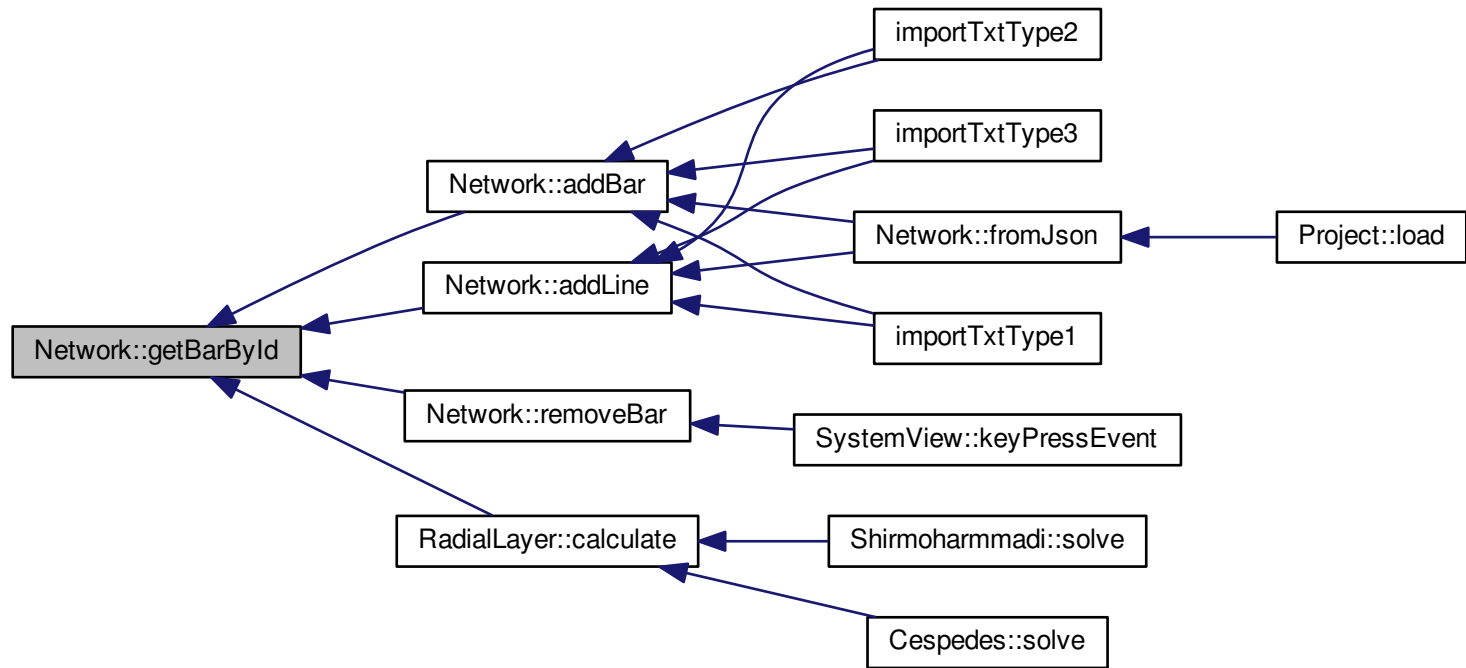 importTxtType2
importTxtType3
Network::addBar
Network::fromJson
Project::load
Network::addLine
importTxtType1
Network::getBarById
Network::removeBar
SystemView::keyPressEvent
RadialLayer::calculate
Shirmoharmmadi::solve
Cespedes::solve